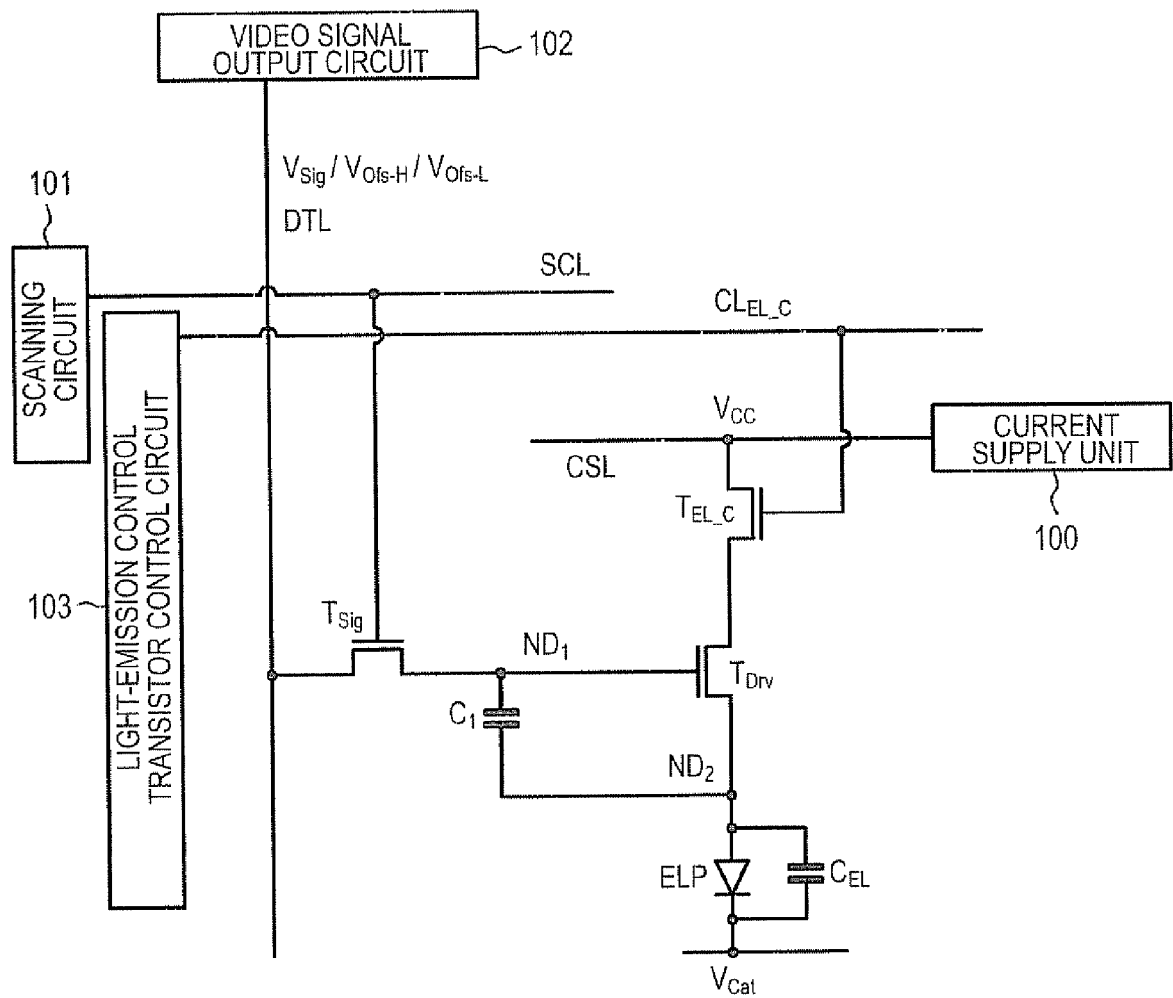 VIDEO SIGNAL
OUTPUT CIRCUIT
102
V_Sig / V_Ofs-H / V_Ofs-L
DTL
101
SCANNING
CIRCUIT
SCL
CL_EL_C
LIGHT-EMISSION CONTROL
TRANSISTOR CONTROL CIRCUIT
103
V_CC
CSL
CURRENT
SUPPLY UNIT
100
T_EL_C
T_Sig
ND_1
T_Drv
C_1
ND_2
ELP
C_EL
V_Cat